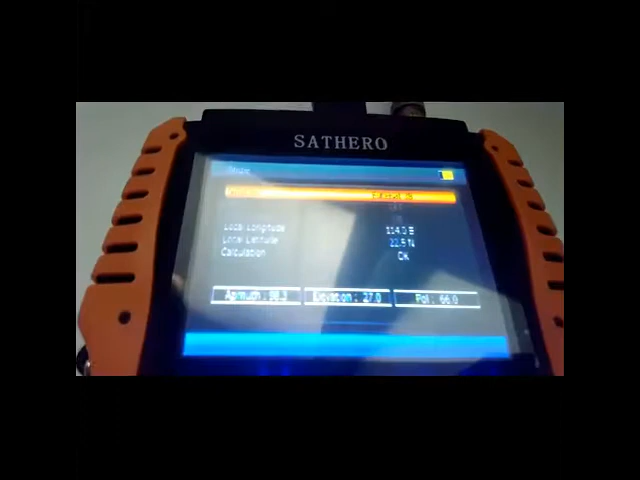 SATHERO
Local Longitude 114.0 E
Local Latitude 22.5 N
Calculation OK
Azimuth : 98.3 Elevation : 27.0 Pol : 66.0